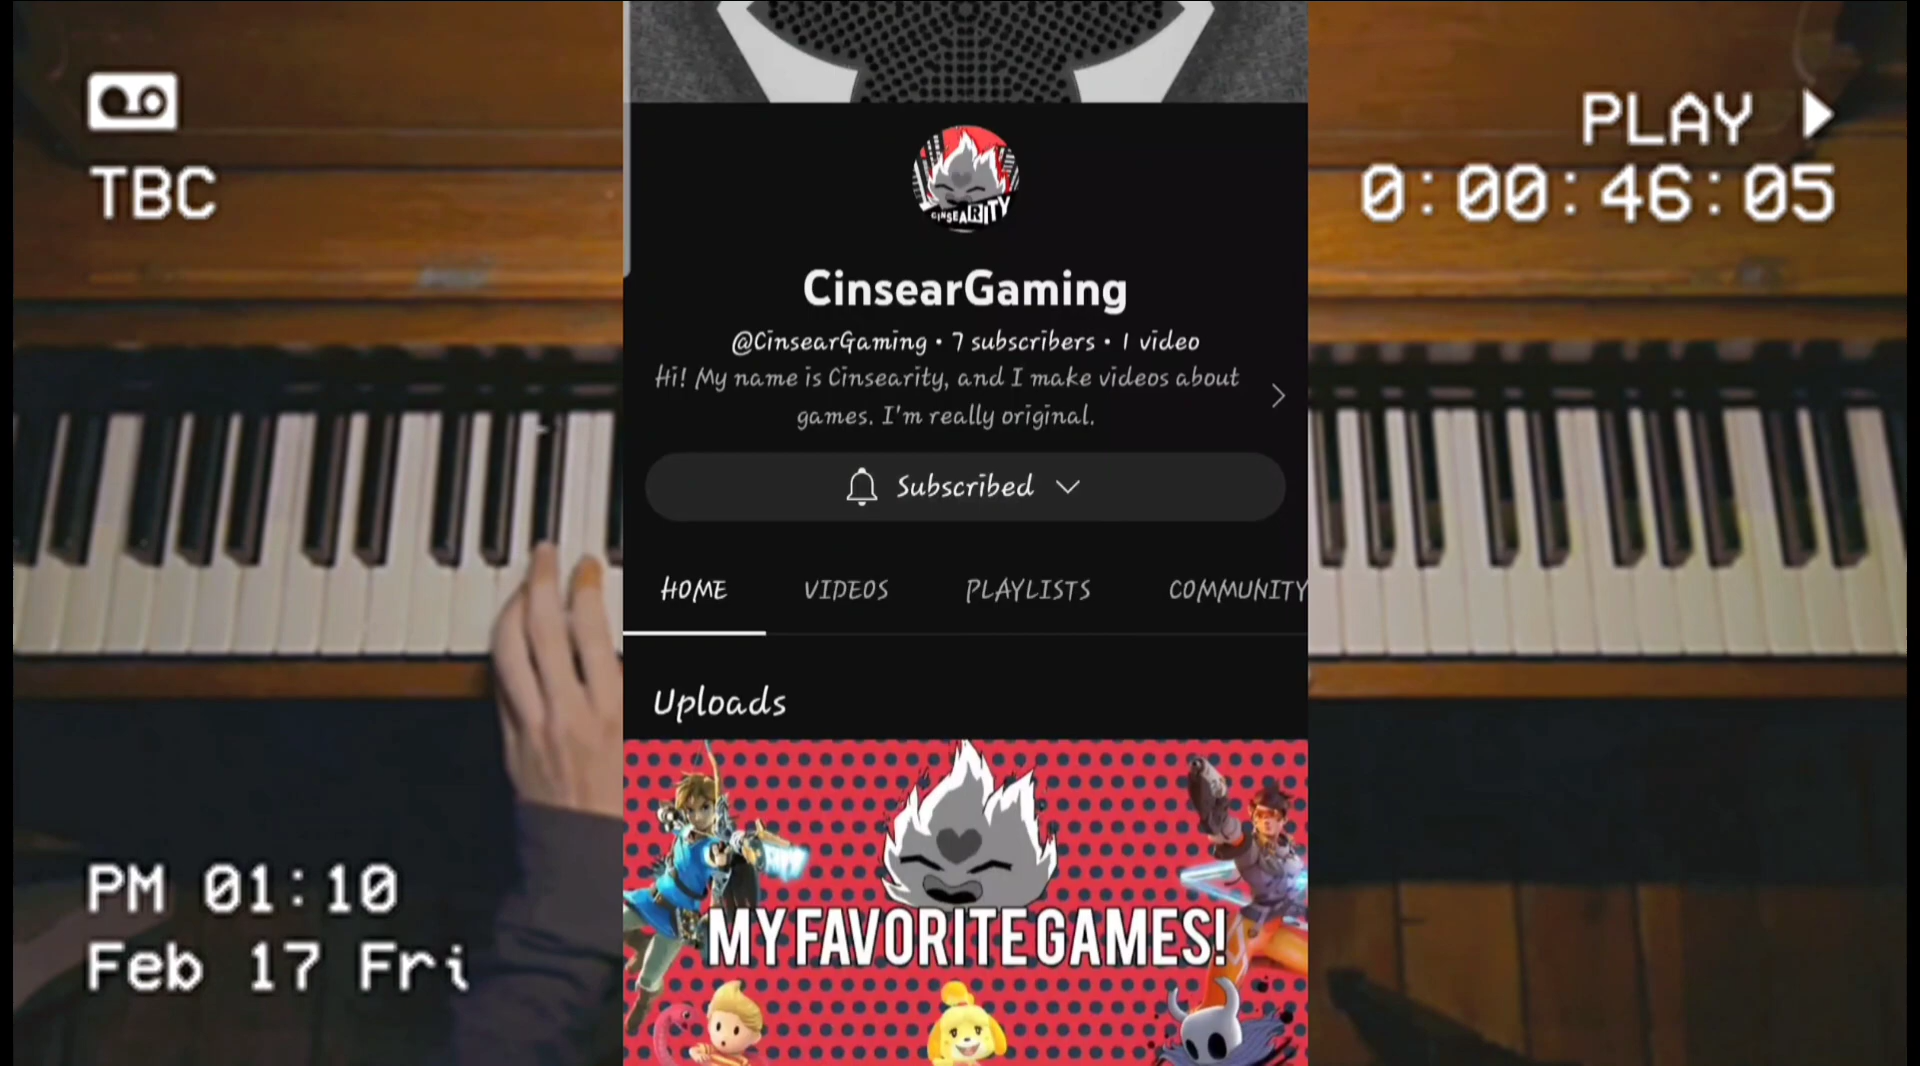 TBC
PLAY
0:00:46:05
CINSEARITY
CinsearGaming
@CinsearGaming • 7 subscribers • 1 video
Hi! My name is Cinsearity, and I make videos about
games. I'm really original.
Subscribed
HOME VIDEOS PLAYLISTS COMMUNITY
Uploads
MY FAVORITE GAMES!
PM 01:10
Feb 17 Fri